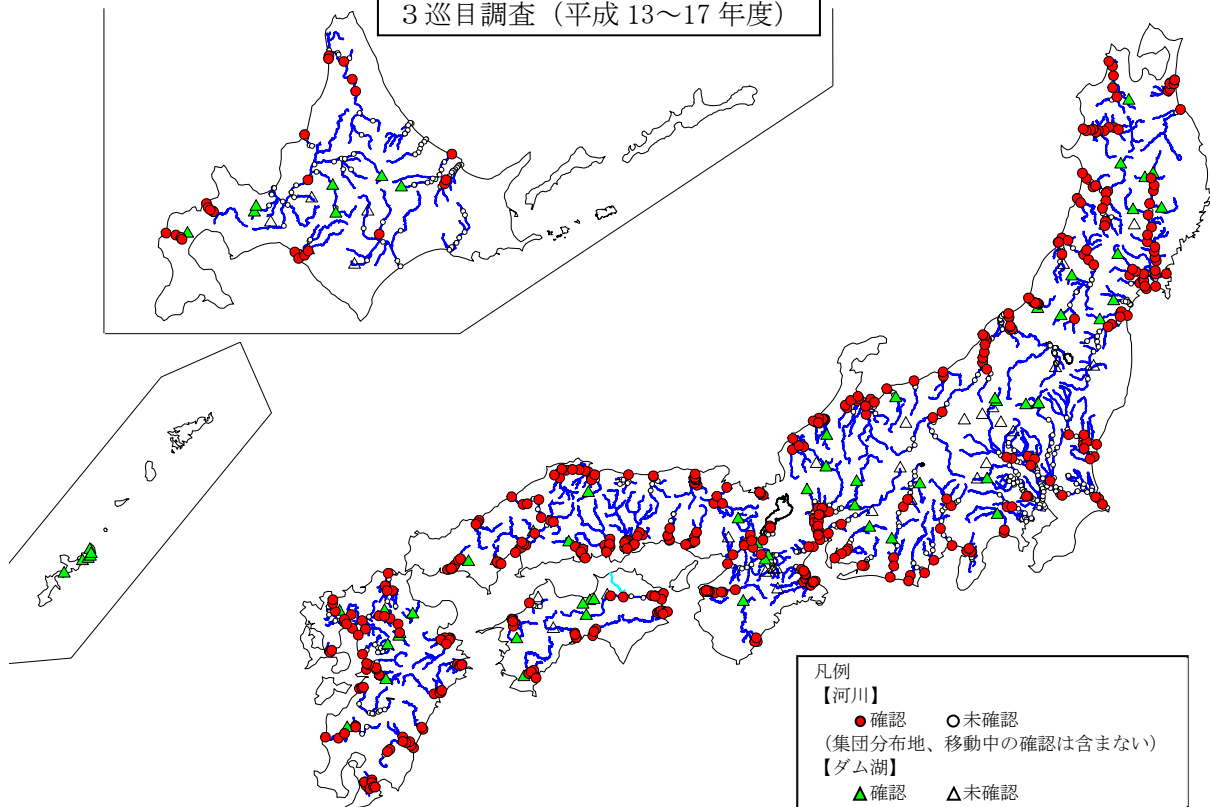 ３巡目調査（平成 13～17 年度）
凡例
【河川】
確認 未確認
（集団分布地、移動中の確認は含まない）
【ダム湖】
確認 未確認